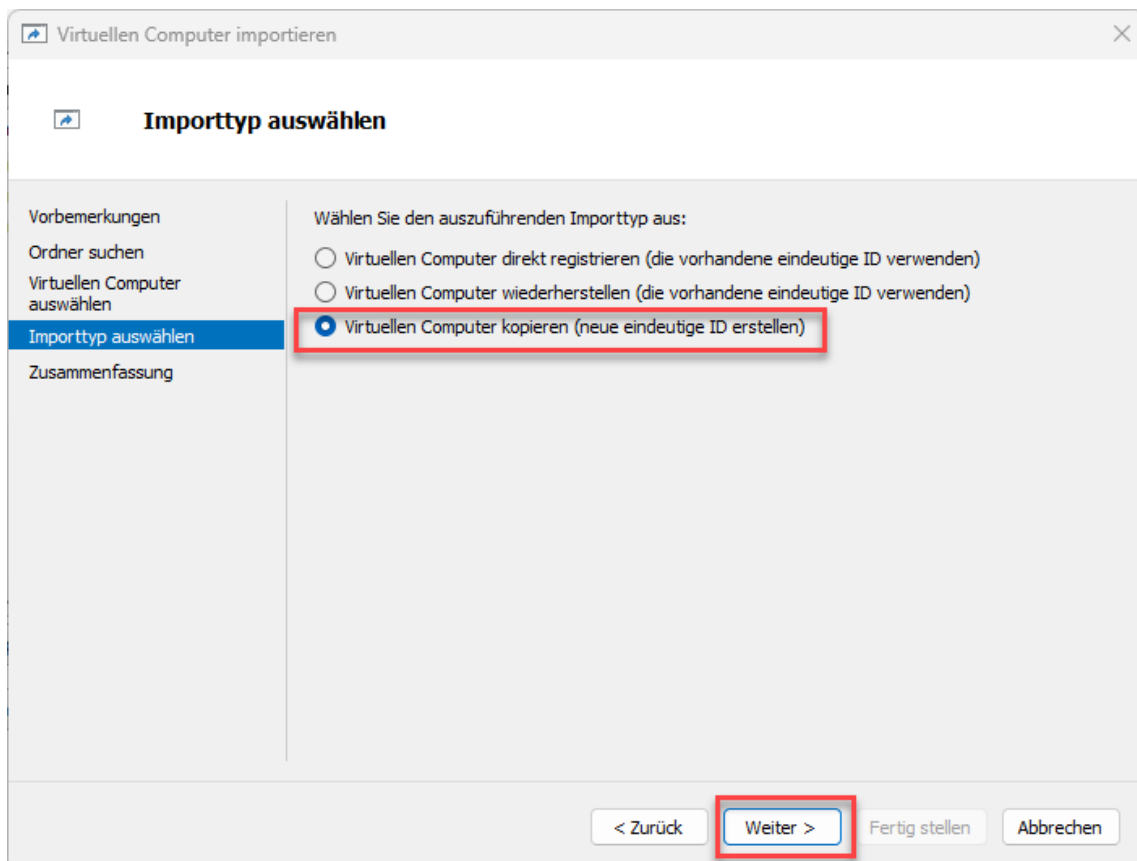 Virtuellen Computer importieren
Importtyp auswählen
Vorbemerkungen
Ordner suchen
Virtuellen Computer
auswählen
Importtyp auswählen
Zusammenfassung
Wählen Sie den auszuführenden Importtyp aus:
Virtuellen Computer direkt registrieren (die vorhandene eindeutige ID verwenden)
Virtuellen Computer wiederherstellen (die vorhandene eindeutige ID verwenden)
Virtuellen Computer kopieren (neue eindeutige ID erstellen)
< Zurück
Weiter >
Fertig stellen
Abbrechen